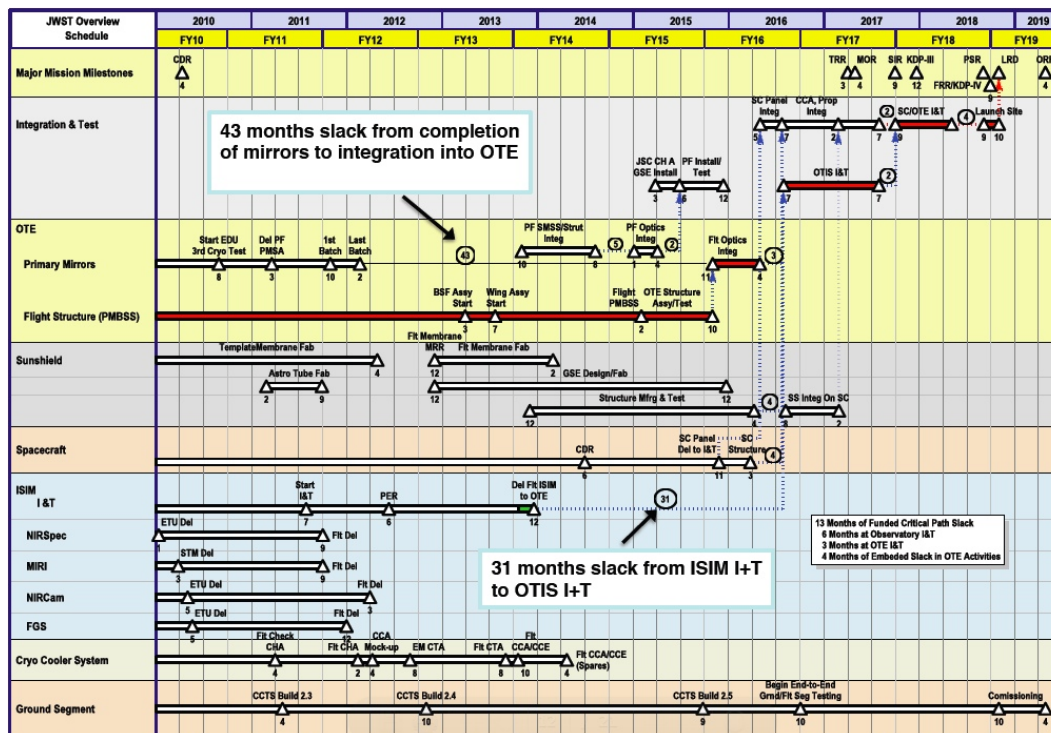 JWST Overview
Schedule
2010 2011 2012 2013 2014 2015 2016 2017 2018 2019
FY10 FY11 FY12 FY13 FY14 FY15 FY16 FY17 FY18 FY19
Major Mission Milestones
CDR TRR MOR SIR KDP-III PSR LRD ORR
4 3 4 9 12 FRR/KDP-IV 9 4
Integration & Test
SC Panel Integ CCA, Prop Integ SC/OTE I&T Launch Site
5 7 2 7 2 9 4 9 10
43 months slack from completion
of mirrors to integration into OTE
JSC CH A GSE Install PF Install/ Test OTIS I&T
3 6 12 7 7 2
OTE
Primary Mirrors
Start EDU 3rd Cryo Test Del PF PMSA 1st Batch Last Batch PF SMSS/Strut Integ PF Optics Integ Flt Optics Integ
8 3 10 2 43 10 8 5 1 4 2 11 4 3
Flight Structure (PMBSS)
BSF Assy Start Wing Assy Start Flight PMBSS OTE Structure Assy/Test
3 7 2 10
Sunshield
TemplateMembrane Fab Flt Membrane MRR Flt Membrane Fab
4 12 2
Astro Tube Fab GSE Design/Fab
2 9 12 12
Structure Mfrg & Test SS Integ On SC
12 4 4 8 2
Spacecraft
CDR SC Panel Del to I&T SC Structure
6 11 3 4
ISIM
I &T
Start I&T PER Del Flt ISIM to OTE
7 6 12 31
NIRSpec
ETU Del Flt Del
1 9
MIRI
STM Del Flt Del
3 9
NIRCam
ETU Del Flt Del
5 3
FGS
ETU Del Flt Del
5 12
31 months slack from ISIM I+T
to OTIS I+T
13 Months of Funded Critical Path Slack
6 Months at Observatory I&T
3 Months at OTE I&T
4 Months of Embeded Slack in OTE Activities
Cryo Cooler System
Flt Check CHA Flt CHA CCA Mock-up EM CTA Flt CTA Flt CCA/CCE Flt CCA/CCE (Spares)
4 2 4 8 8 10 4
Ground Segment
CCTS Build 2.3 CCTS Build 2.4 CCTS Build 2.5 Begin End-to-End Grnd/Flt Seg Testing Comissioning
4 10 9 10 10 4